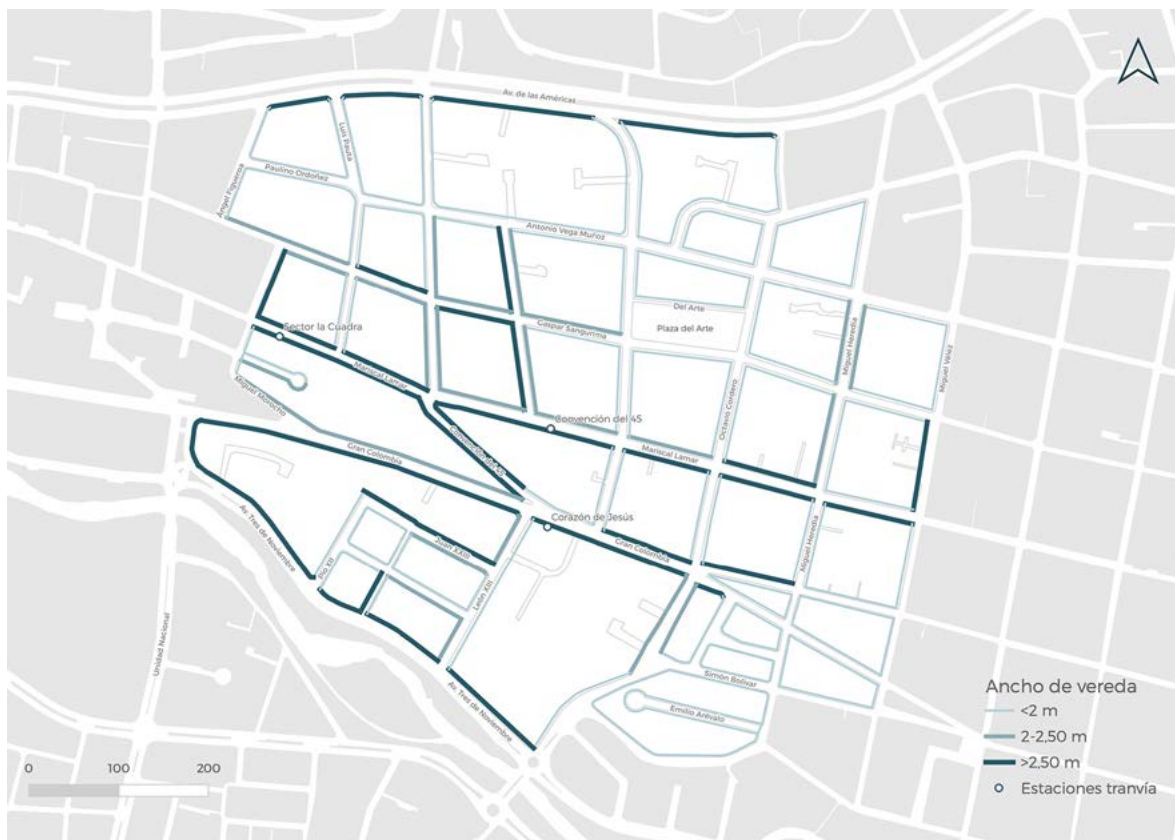 Av. de las Américas
Luis Pauta
Paulino Ordoñez
Ángel Figueroa
Antonio Vega Muñoz
Del Arte
Plaza del Arte
Gaspar Sangurima
Miguel Heredia
Miguel Vélez
Sector la Cuadra
Mariscal Lamar
Miguel Morocho
Octavio Cordero
Convención del 45
Convención del 45
Mariscal Lamar
Gran Colombia
Corazón de Jesús
Gran Colombia
Miguel Heredia
Av. Tres de Noviembre
Juan XXIII
Pío XII
León XIII
Unidad Nacional
Simón Bolívar
Emilio Arévalo
Av. Tres de Noviembre
Ancho de vereda
<2 m
2-2,50 m
>2,50 m
Estaciones tranvía
0 100 200